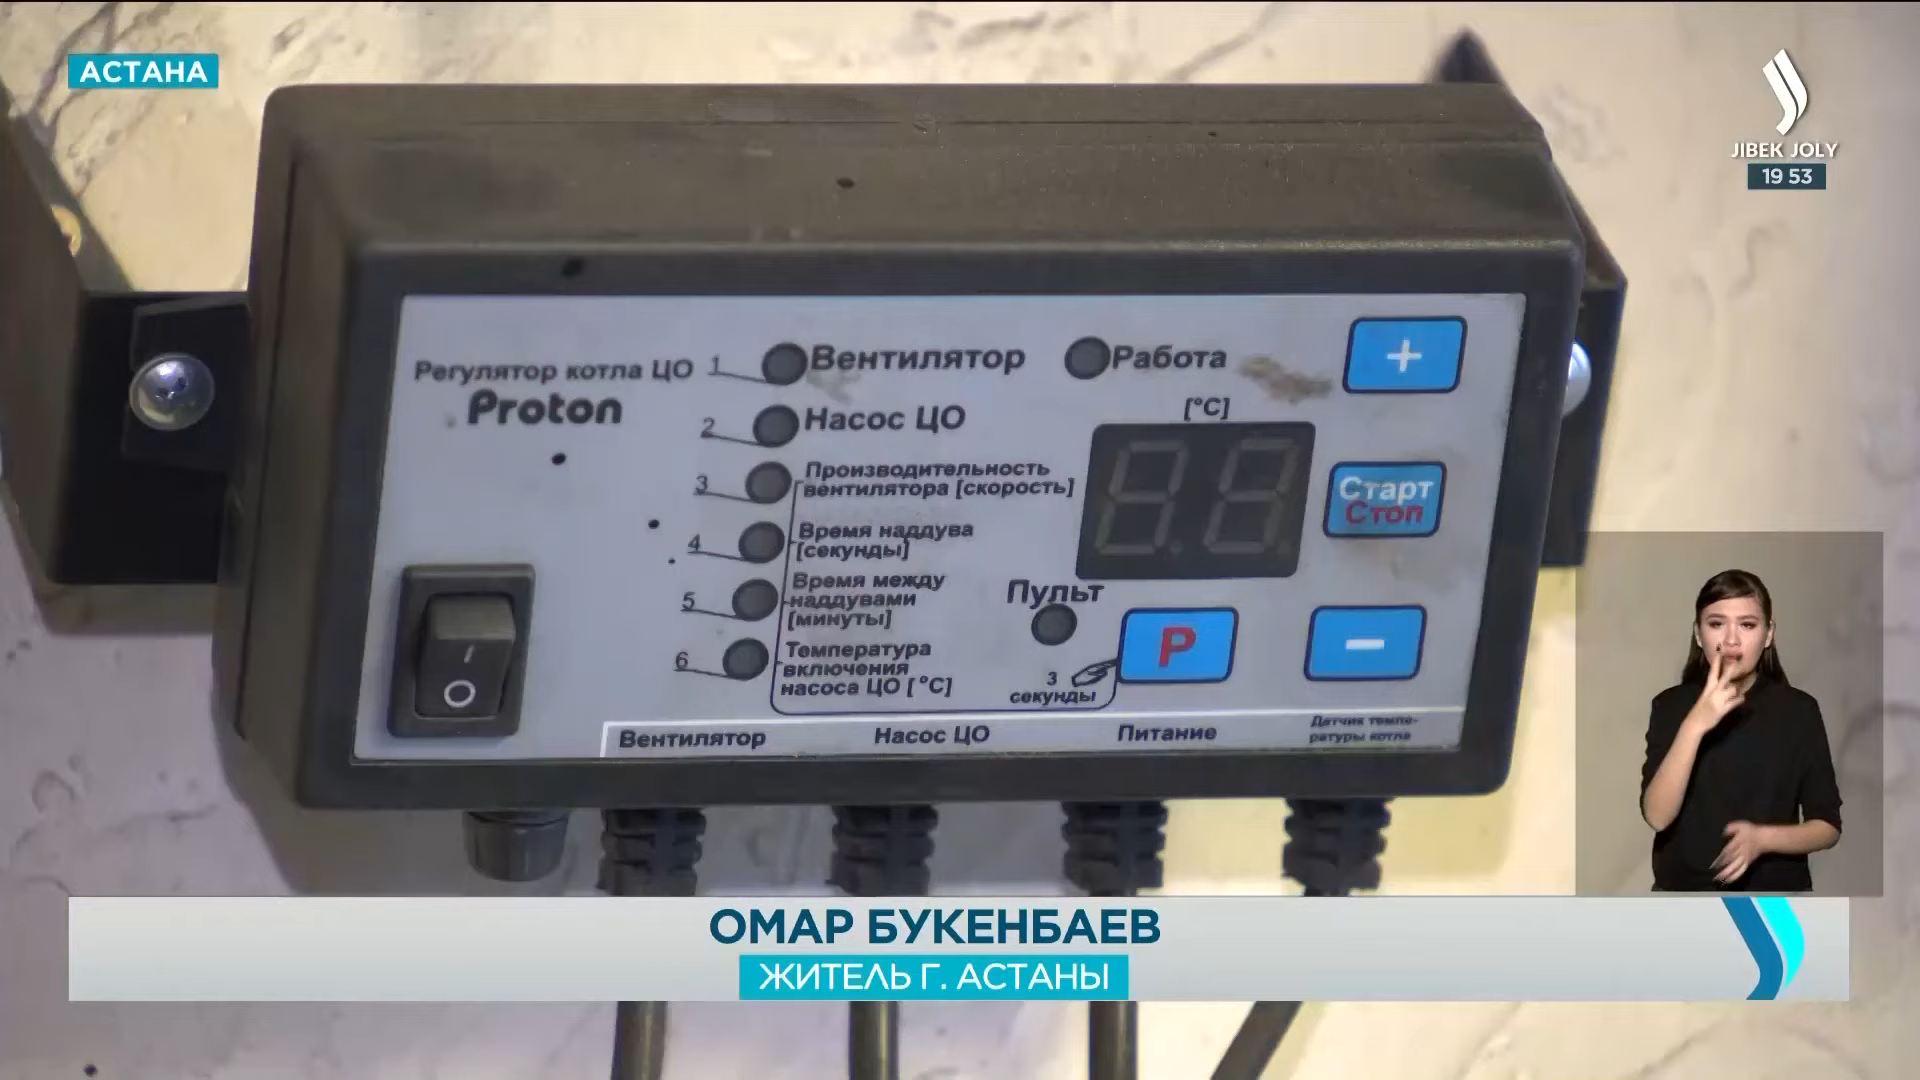 АСТАНА
JIBEK JOLY
19 53
Регулятор котла ЦО
Proton
1 Вентилятор
Работа
+
2 Насос ЦО
[°C]
3 Производительность
вентилятора [скорость]
Старт
Стоп
4 Время наддува
[секунды]
5 Время между
наддувами
[минуты]
Пульт
P
−
6 Температура
включения
насоса ЦО [°C]
3
секунды
Вентилятор
Насос ЦО
Питание
Датчик темпе-
ратуры котла
ОМАР БУКЕНБАЕВ
ЖИТЕЛЬ Г. АСТАНЫ